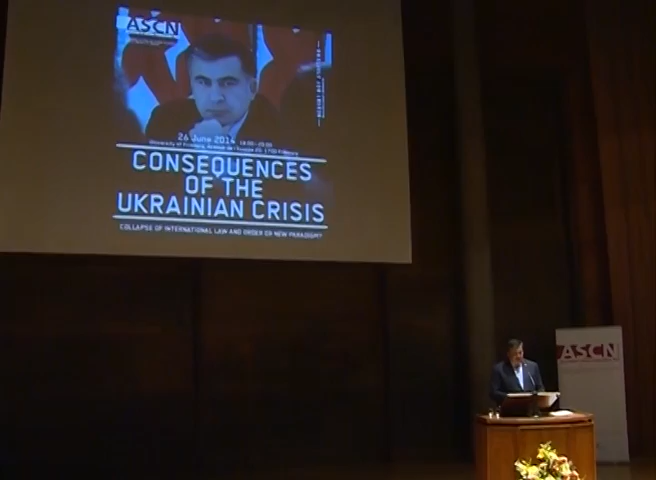 ASCN
26 June 2014
CONSEQUENCES
OF THE
UKRAINIAN CRISIS
COLLAPSE OF INTERNATIONAL LAW AND ORDER OR NEW PARADIGM?
ASCN